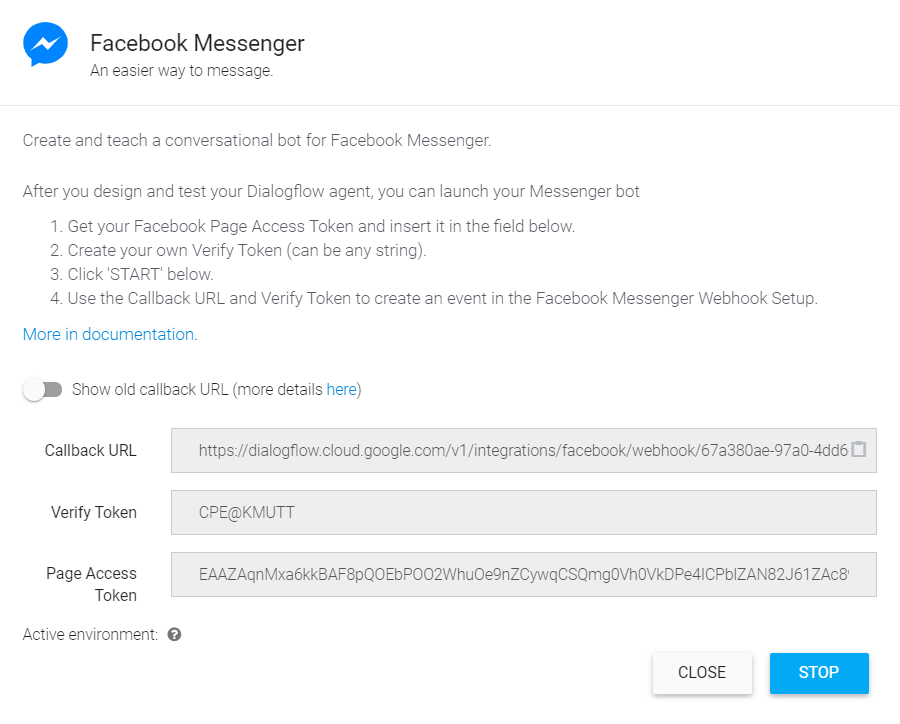 Facebook Messenger
An easier way to message.
Create and teach a conversational bot for Facebook Messenger.
After you design and test your Dialogflow agent, you can launch your Messenger bot
1. Get your Facebook Page Access Token and insert it in the field below.
2. Create your own Verify Token (can be any string).
3. Click 'START' below.
4. Use the Callback URL and Verify Token to create an event in the Facebook Messenger Webhook Setup.
More in documentation.
Show old callback URL (more details here)
Callback URL https://dialogflow.cloud.google.com/v1/integrations/facebook/webhook/67a380ae-97a0-4dd6
Verify Token CPE@KMUTT
Page Access Token EAAZAqnMxa6kkBAF8pQOEbPOO2WhuOe9nZCywqCSQmg0Vh0VkDPe4ICPblZAN82J61ZAc8
Active environment:
CLOSE STOP